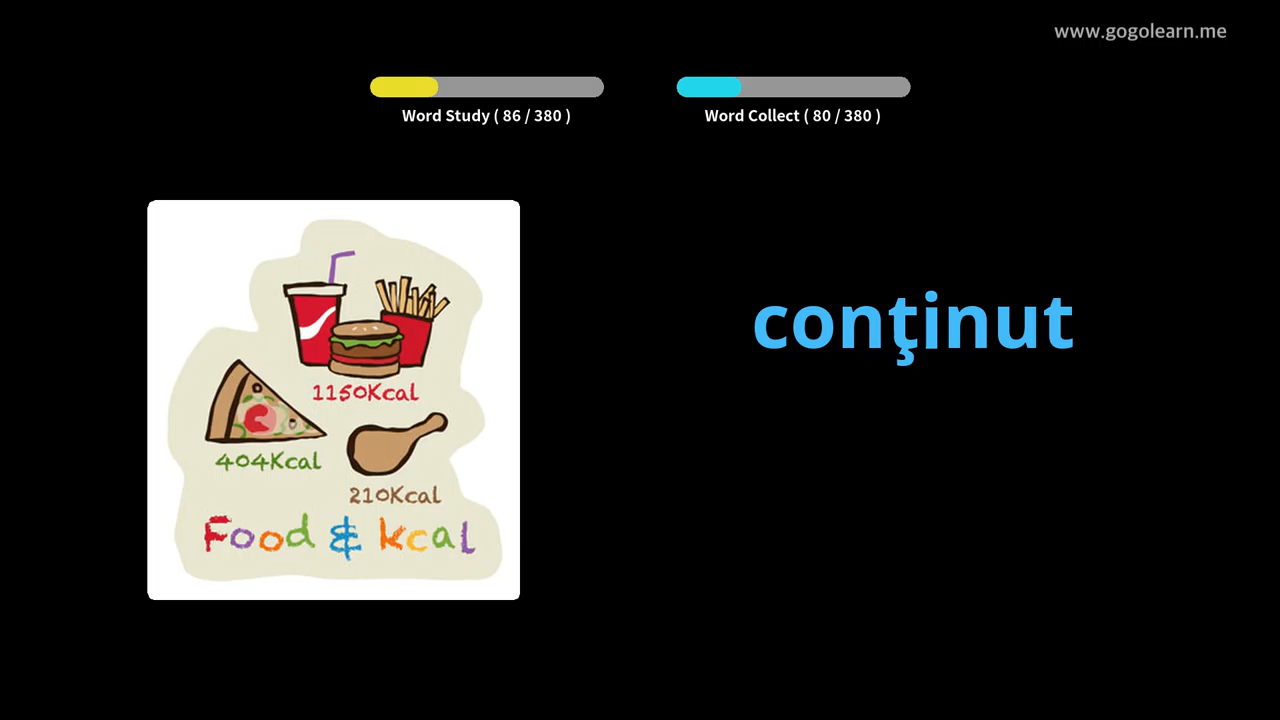 www.gogolearn.me
Word Study ( 86 / 380 )
Word Collect ( 80 / 380 )
conţinut
1150Kcal
404Kcal
210Kcal
Food & kcal